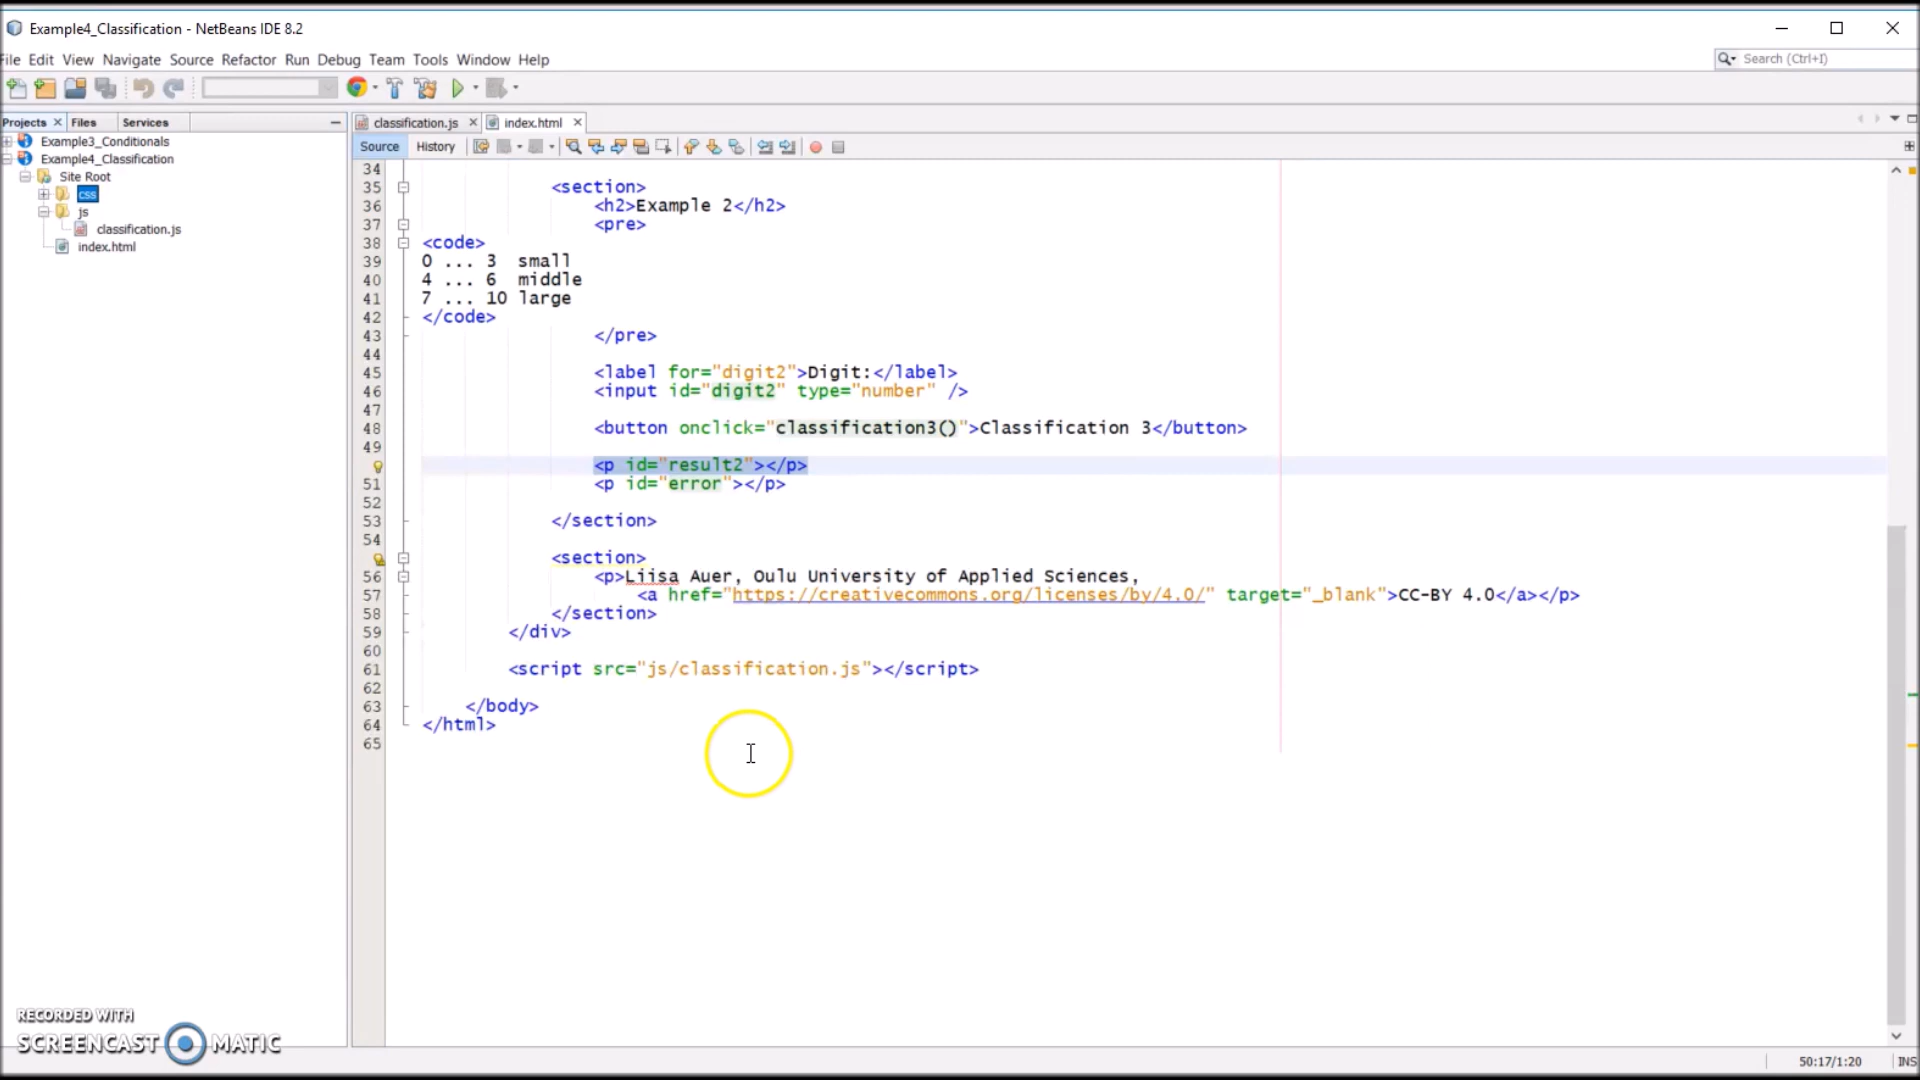 Example4_Classification - NetBeans IDE 8.2
File Edit View Navigate Source Refactor Run Debug Team Tools Window Help
Search (Ctrl+I)
Projects Files Services
Example3_Conditionals
Example4_Classification
Site Root
css
js
classification.js
index.html
classification.js index.html
Source History
34
35 <section>
36 <h2>Example 2</h2>
37 <pre>
38 <code>
39 0 ... 3 small
40 4 ... 6 middle
41 7 ... 10 large
42 </code>
43 </pre>
44
45 <label for="digit2">Digit:</label>
46 <input id="digit2" type="number" />
47
48 <button onclick="classification3()">Classification 3</button>
49
<p id="result2"></p>
51 <p id="error"></p>
52
53 </section>
54
<section>
56 <p>Liisa Auer, Oulu University of Applied Sciences,
57 <a href="https://creativecommons.org/licenses/by/4.0/" target="_blank">CC-BY 4.0</a></p>
58 </section>
59 </div>
60
61 <script src="js/classification.js"></script>
62
63 </body>
64 </html>
65
RECORDED WITH
SCREENCAST MATIC
50:17/1:20 INS